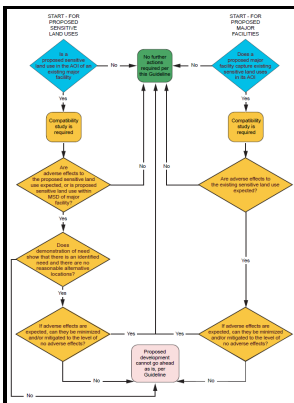 START - FOR
PROPOSED
SENSITIVE
LAND USES
START - FOR
PROPOSED
MAJOR
FACILITIES
Is a
proposed sensitive
land use in the AOI of an
existing major
facility?
No
No further
actions
required per
this Guideline
No
Does a
proposed major
facility capture existing
sensitive land uses
in its AOI?
Yes
Yes
Compatibility
study is
required
Compatibility
study is
required
No
No
Are
adverse effects to
the proposed sensitive land
use expected, or is proposed
sensitive land use within
MSD of major
facility?
Are adverse effects to
the existing sensitive land use
expected?
Yes
Does
demonstration of need
show that there is an identified
need and there are no
reasonable alternative
locations?
Yes
Yes
If adverse effects are
expected, can they be minimized
and/or mitigated to the level of
no adverse effects?
Yes
Yes
If adverse effects are
expected, can they be minimized
and/or mitigated to the level of
no adverse effects?
Proposed
development
cannot go ahead
as is, per
Guideline
No
No
No